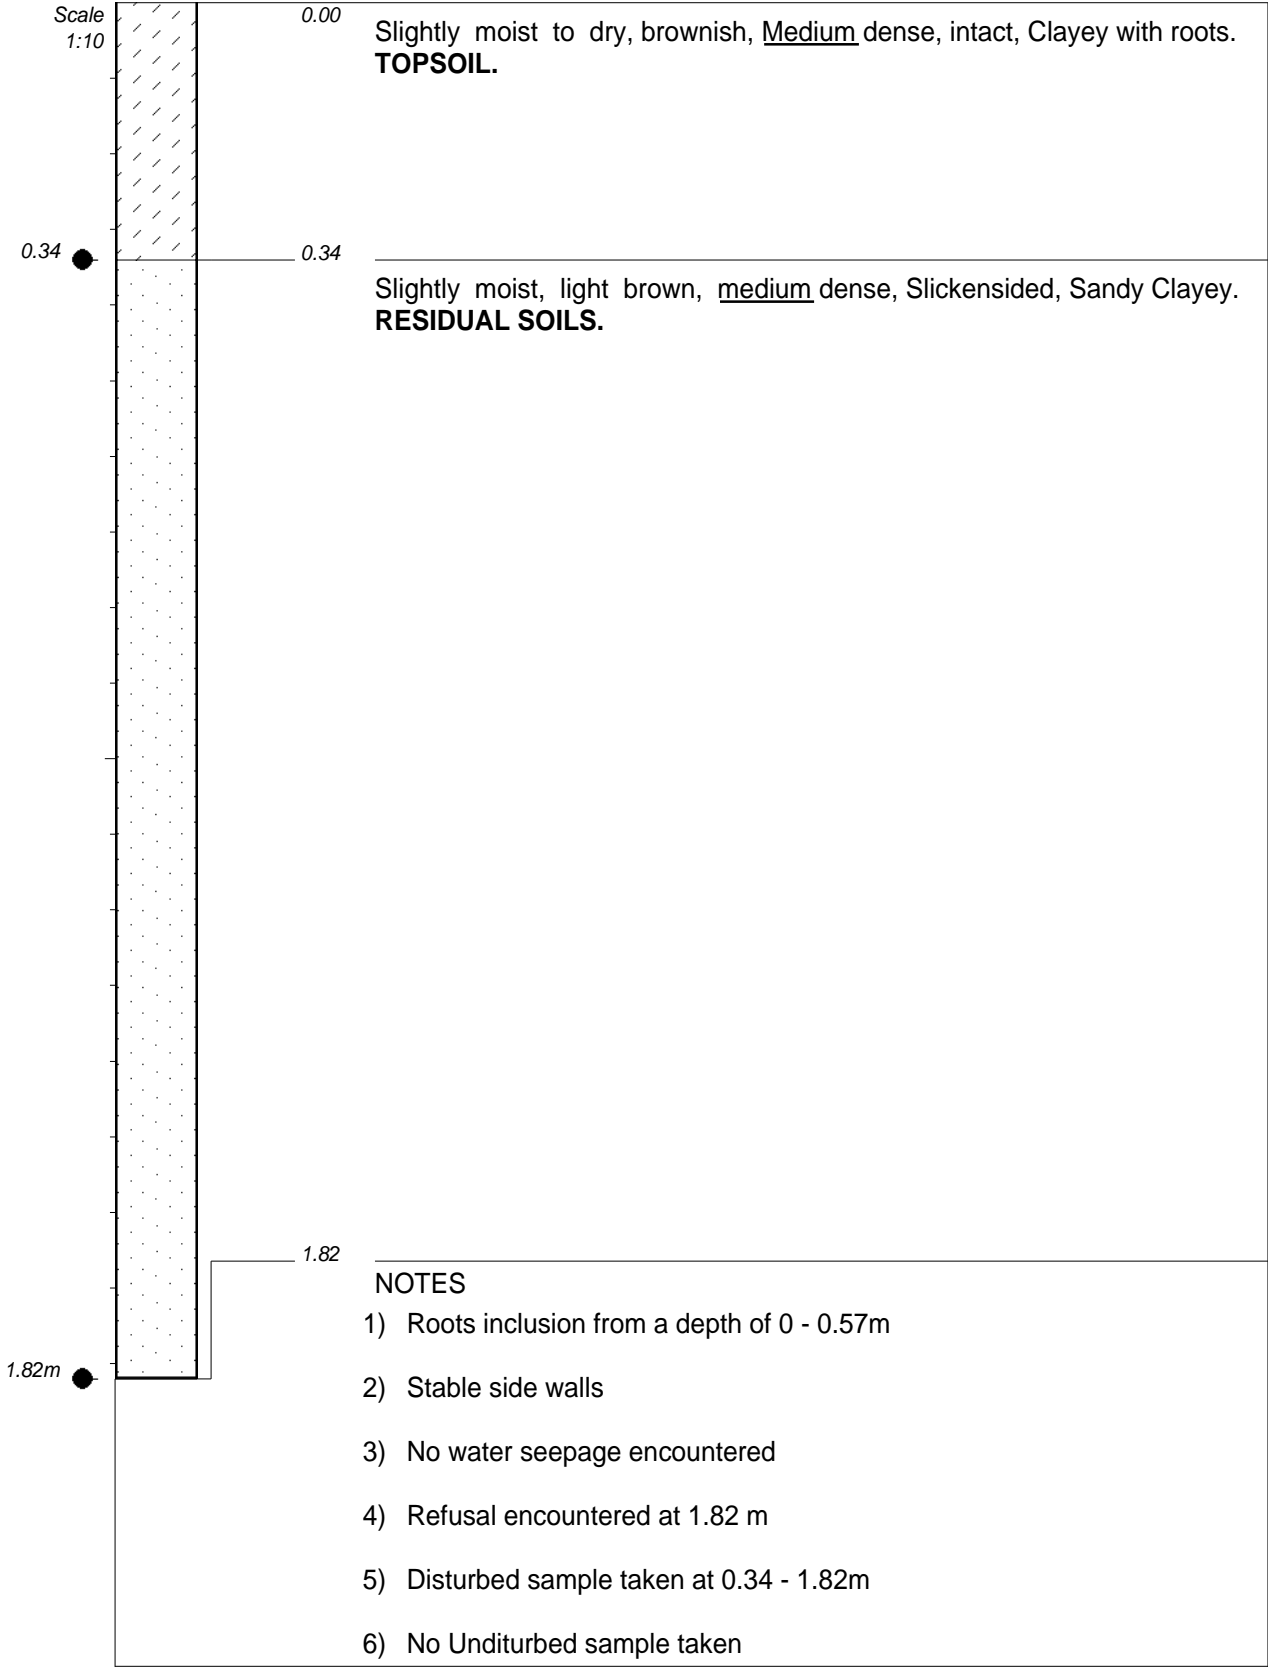 Scale
1:10
0.00
Slightly moist to dry, brownish, Medium dense, intact, Clayey with roots.
TOPSOIL.
0.34
0.34
Slightly moist, light brown, medium dense, Slickensided, Sandy Clayey.
RESIDUAL SOILS.
1.82
NOTES
1) Roots inclusion from a depth of 0 - 0.57m
1.82m
2) Stable side walls
3) No water seepage encountered
4) Refusal encountered at 1.82 m
5) Disturbed sample taken at 0.34 - 1.82m
6) No Unditurbed sample taken